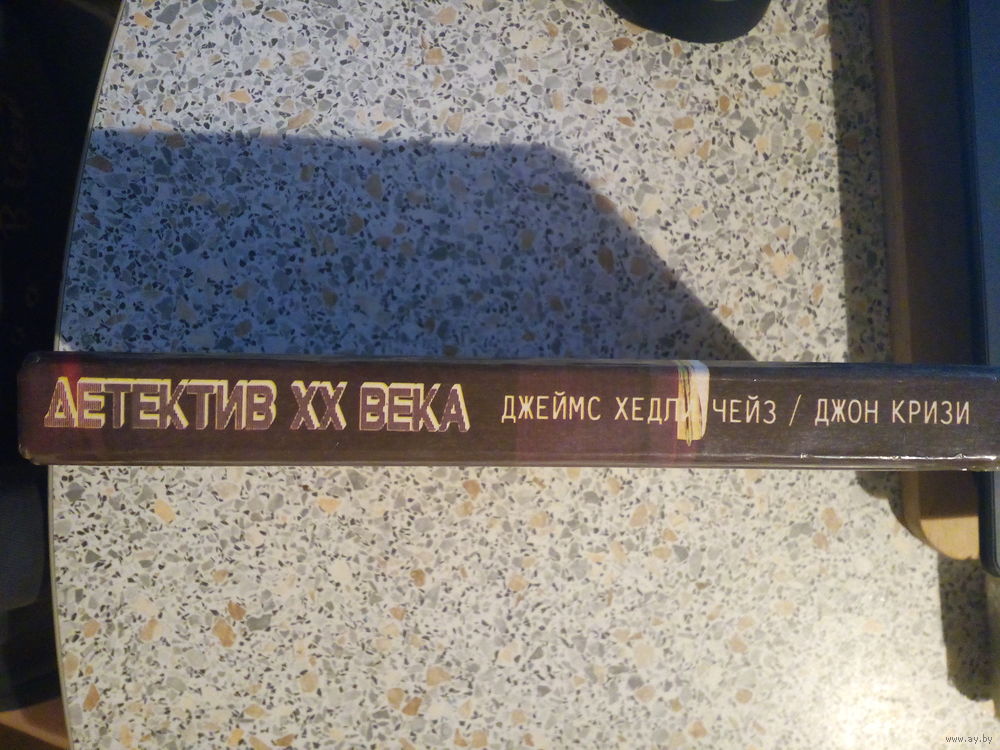 ДЕТЕКТИВ XX ВЕКА
ДЖЕЙМС ХЕДЛИ ЧЕЙЗ / ДЖОН КРИЗИ
www.ay.by